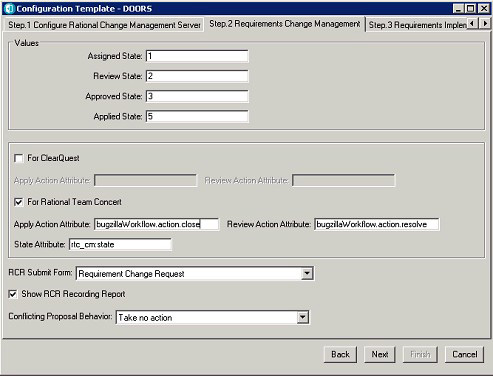 Configuration Template - DOORS
Step.1 Configure Rational Change Management Server Step.2 Requirements Change Management Step.3 Requirements Implem
Values
Assigned State: 1
Review State: 2
Approved State: 3
Applied State: 5
For ClearQuest
Apply Action Attribute: Review Action Attribute:
For Rational Team Concert
Apply Action Attribute: bugzillaWorkflow.action.close Review Action Attribute: bugzillaWorkflow.action.resolve
State Attribute: rtc_cm:state
RCR Submit Form: Requirement Change Request
Show RCR Recording Report
Conflicting Proposal Behavior: Take no action
Back Next Finish Cancel